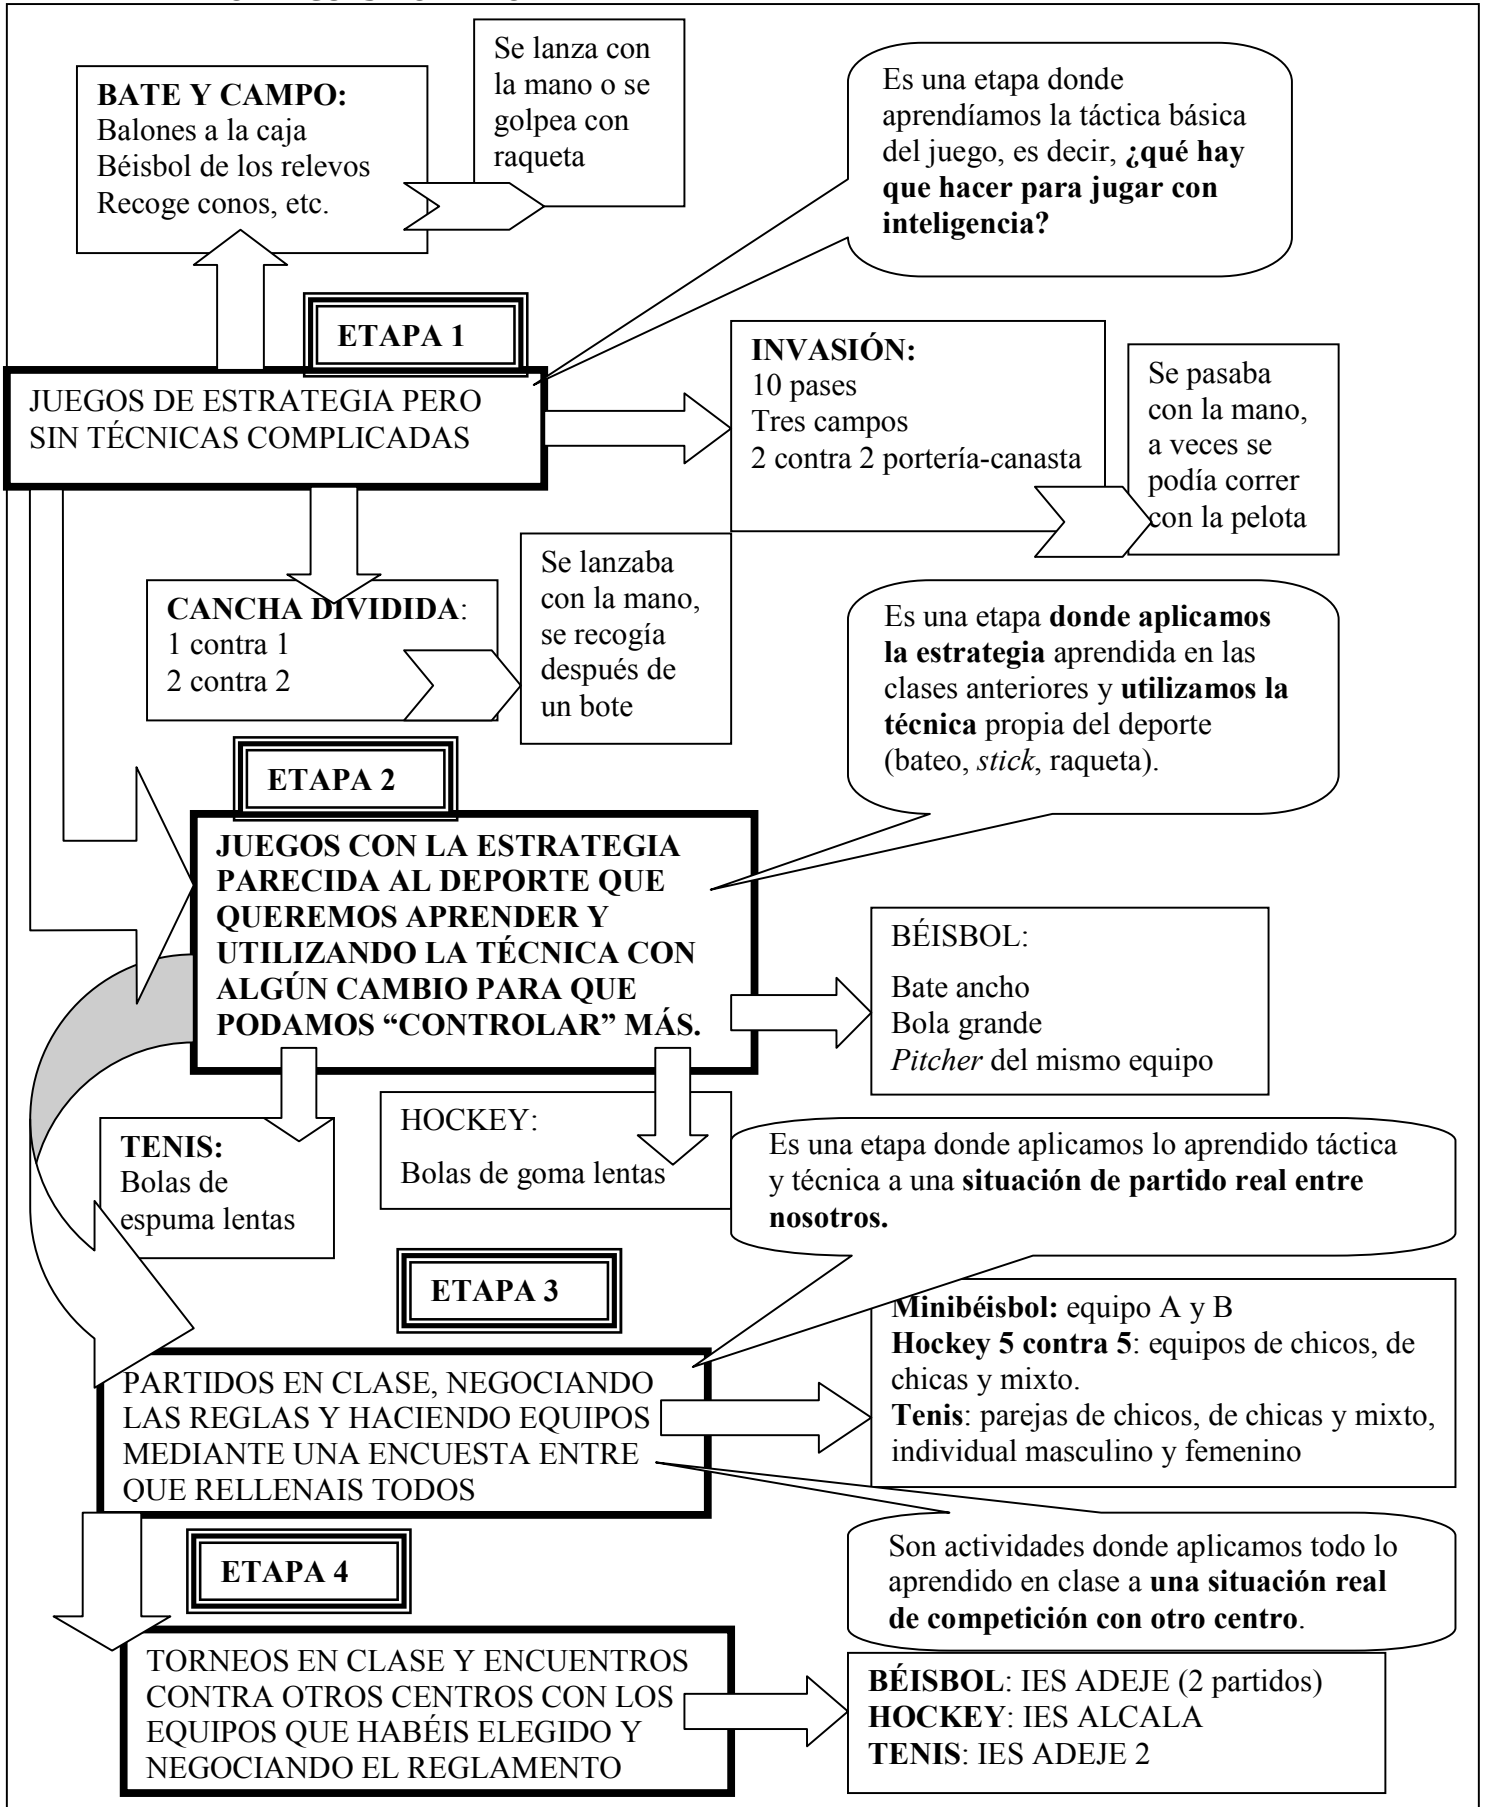 Se lanza con
la mano o se
golpea con
raqueta
BATE Y CAMPO:
Balones a la caja
Béisbol de los relevos
Recoge conos, etc.
Es una etapa donde
aprendíamos la táctica básica
del juego, es decir, ¿qué hay
que hacer para jugar con
inteligencia?
ETAPA 1
JUEGOS DE ESTRATEGIA PERO
SIN TÉCNICAS COMPLICADAS
INVASIÓN:
10 pases
Tres campos
2 contra 2 portería-canasta
Se pasaba
con la mano,
a veces se
podía correr
con la pelota
CANCHA DIVIDIDA:
1 contra 1
2 contra 2
Se lanzaba
con la mano,
se recogía
después de
un bote
Es una etapa donde aplicamos
la estrategia aprendida en las
clases anteriores y utilizamos la
técnica propia del deporte
(bateo, stick, raqueta).
ETAPA 2
JUEGOS CON LA ESTRATEGIA
PARECIDA AL DEPORTE QUE
QUEREMOS APRENDER Y
UTILIZANDO LA TÉCNICA CON
ALGÚN CAMBIO PARA QUE
PODAMOS “CONTROLAR” MÁS.
BÉISBOL:
Bate ancho
Bola grande
Pitcher del mismo equipo
TENIS:
Bolas de
espuma lentas
HOCKEY:
Bolas de goma lentas
Es una etapa donde aplicamos lo aprendido táctica
y técnica a una situación de partido real entre
nosotros.
ETAPA 3
PARTIDOS EN CLASE, NEGOCIANDO
LAS REGLAS Y HACIENDO EQUIPOS
MEDIANTE UNA ENCUESTA ENTRE
QUE RELLENAIS TODOS
Minibéisbol: equipo A y B
Hockey 5 contra 5: equipos de chicos, de
chicas y mixto.
Tenis: parejas de chicos, de chicas y mixto,
individual masculino y femenino
Son actividades donde aplicamos todo lo
aprendido en clase a una situación real
de competición con otro centro.
ETAPA 4
TORNEOS EN CLASE Y ENCUENTROS
CONTRA OTROS CENTROS CON LOS
EQUIPOS QUE HABÉIS ELEGIDO Y
NEGOCIANDO EL REGLAMENTO
BÉISBOL: IES ADEJE (2 partidos)
HOCKEY: IES ALCALA
TENIS: IES ADEJE 2